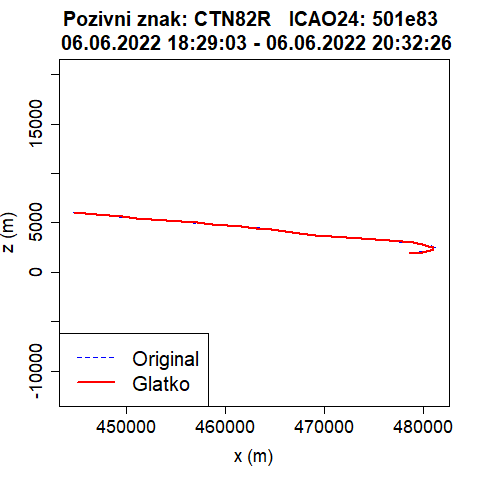 Pozivni znak: CTN82R ICAO24: 501e83
06.06.2022 18:29:03 - 06.06.2022 20:32:26
z (m)
15000
5000
0
-10000
Original
Glatko
450000 460000 470000 480000
x (m)